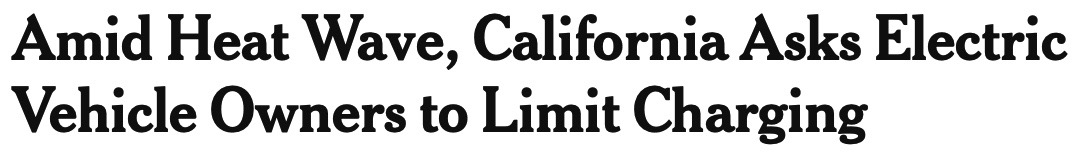 Amid Heat Wave, California Asks Electric
Vehicle Owners to Limit Charging